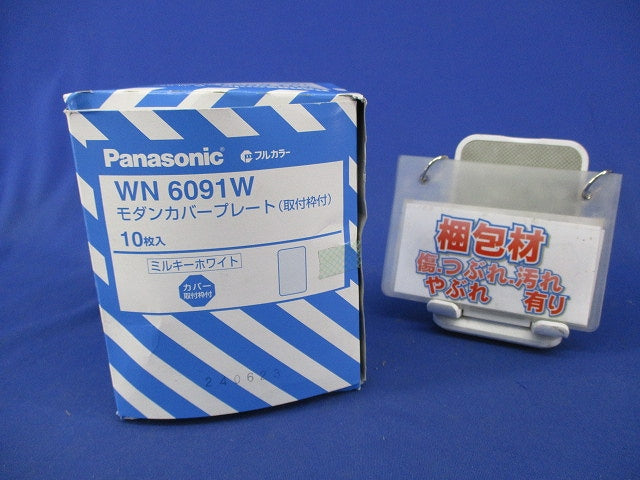 Panasonic フルカラー
WN 6091W
モダンカバープレート(取付枠付)
10枚入
ミルキーホワイト
カバー
取付枠付
240623
梱包材
傷.つぶれ.汚れ
やぶれ 有り